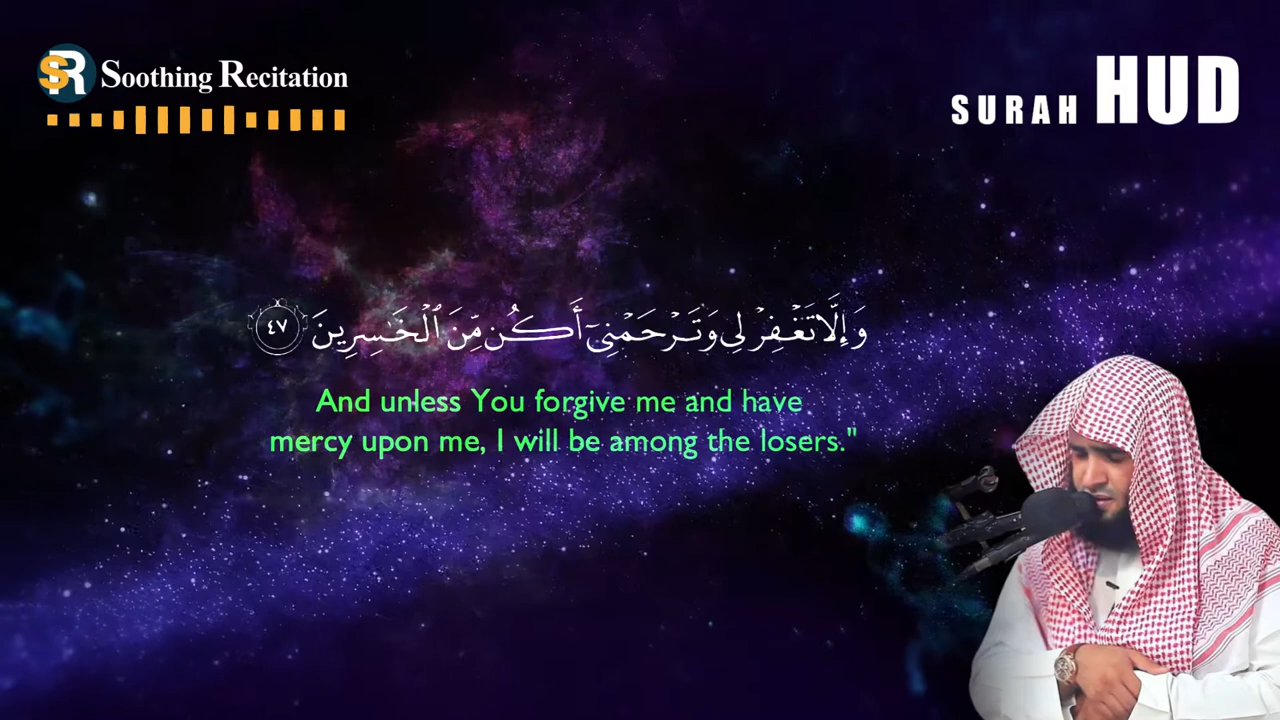 SR Soothing Recitation
SURAH HUD
وَإِلَّا تَغْفِرْ لِى وَتَرْحَمْنِىٓ أَكُن مِّنَ ٱلْخَـٰسِرِينَ ٤٧
And unless You forgive me and have
mercy upon me, I will be among the losers."